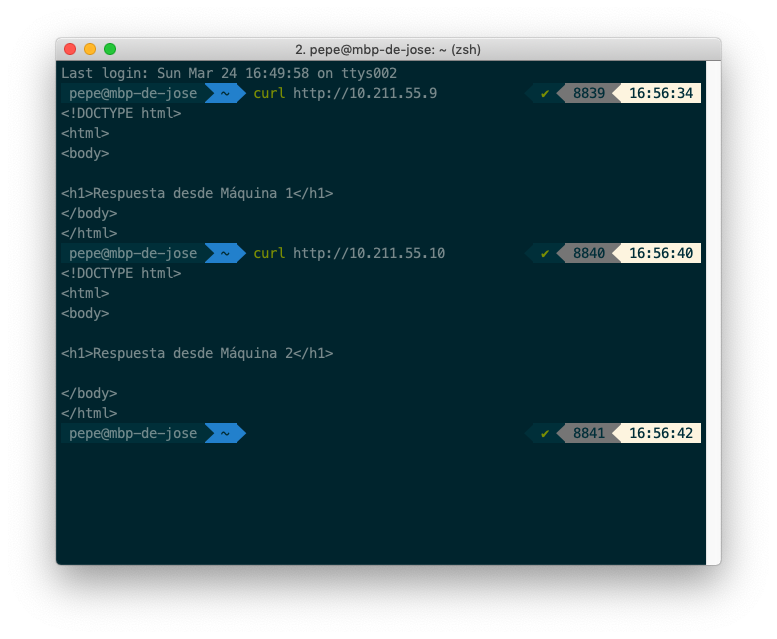 2. pepe@mbp-de-jose: ~ (zsh)
Last login: Sun Mar 24 16:49:58 on ttys002
pepe@mbp-de-jose ~ curl http://10.211.55.9 ✔ 8839 16:56:34
<!DOCTYPE html>
<html>
<body>
<h1>Respuesta desde Máquina 1</h1>
</body>
</html>
pepe@mbp-de-jose ~ curl http://10.211.55.10 ✔ 8840 16:56:40
<!DOCTYPE html>
<html>
<body>
<h1>Respuesta desde Máquina 2</h1>
</body>
</html>
pepe@mbp-de-jose ~ ✔ 8841 16:56:42